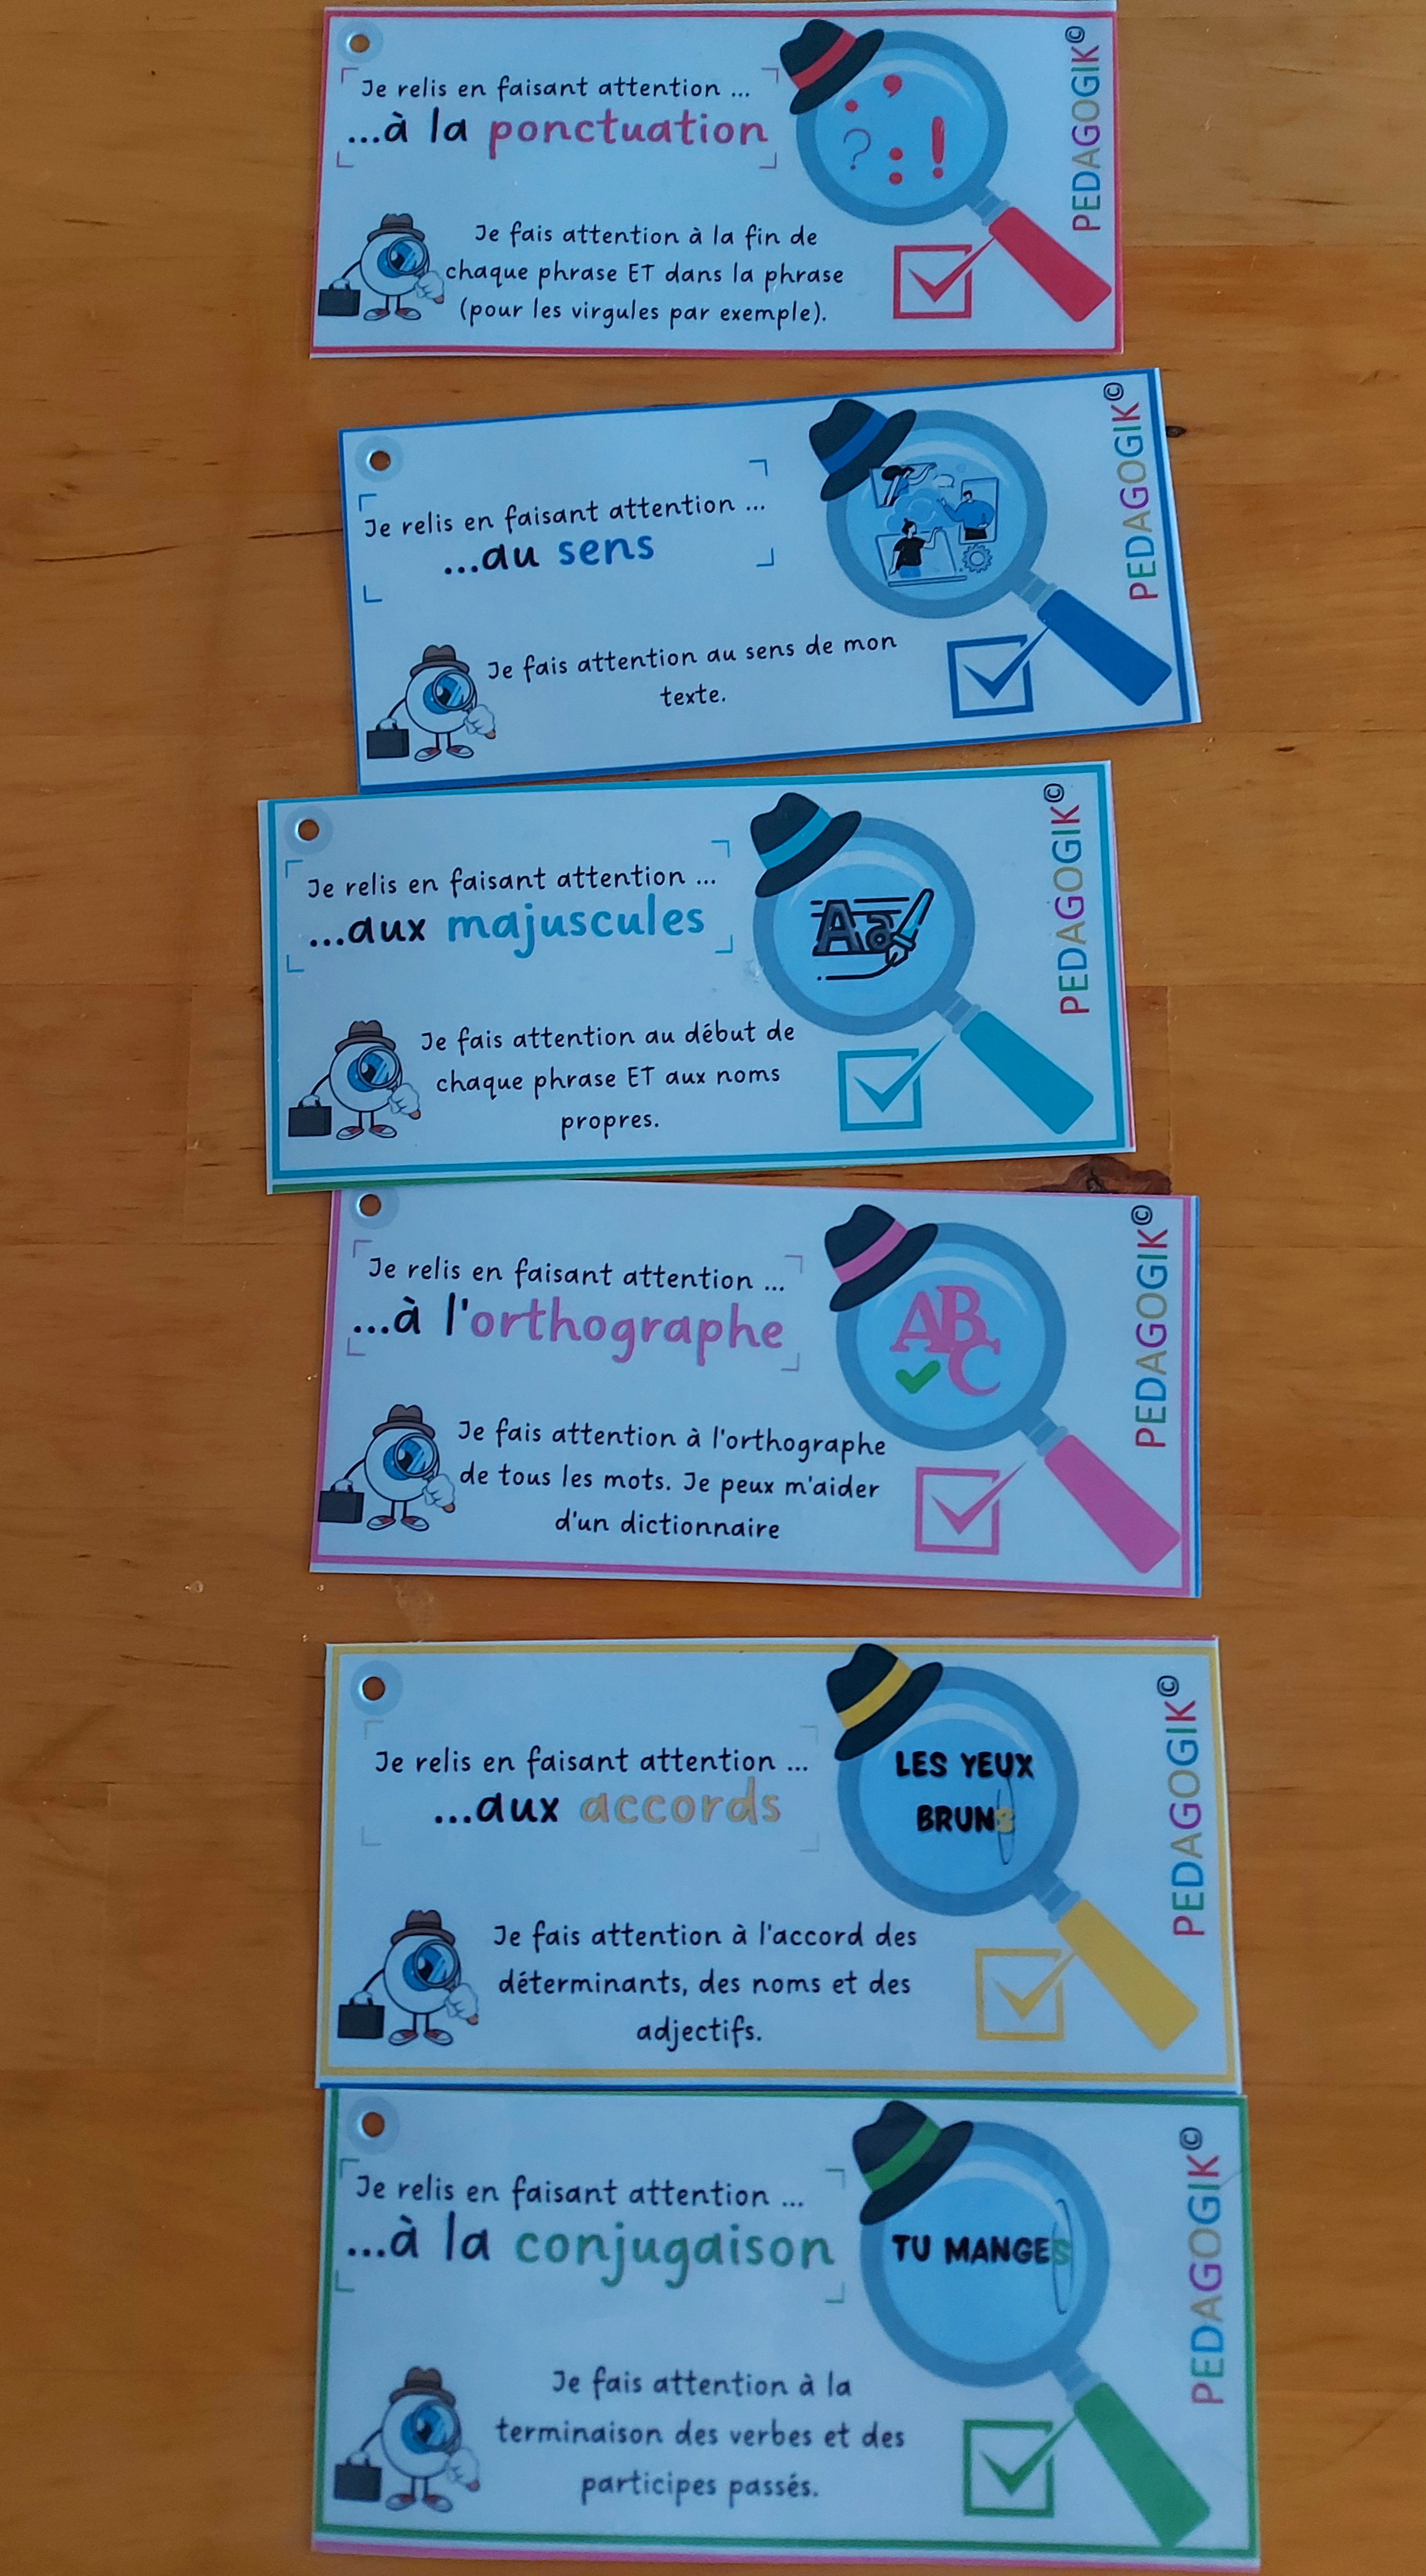 Je relis en faisant attention ...
...à la ponctuation
? : !
Je fais attention à la fin de
chaque phrase ET dans la phrase
(pour les virgules par exemple).
PEDAGOGIK©
Je relis en faisant attention ...
...au sens
Je fais attention au sens de mon
texte.
PEDAGOGIK©
Je relis en faisant attention ...
...aux majuscules
Aa
Je fais attention au début de
chaque phrase ET aux noms
propres.
PEDAGOGIK©
Je relis en faisant attention ...
...à l'orthographe
ABC
Je fais attention à l'orthographe
de tous les mots. Je peux m'aider
d'un dictionnaire
PEDAGOGIK©
Je relis en faisant attention ...
...aux accords
LES YEUX
BRUNS
Je fais attention à l'accord des
déterminants, des noms et des
adjectifs.
PEDAGOGIK©
Je relis en faisant attention ...
...à la conjugaison
TU MANGES
Je fais attention à la
terminaison des verbes et des
participes passés.
PEDAGOGIK©